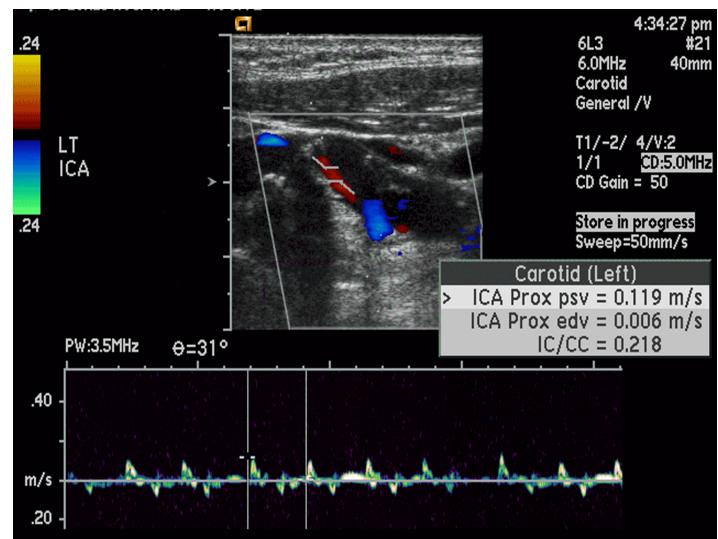 4:34:27 pm
6L3 #21
6.0MHz 40mm
Carotid
General /V
T1/-2/ 4/V:2
1/1 CD:5.0MHz
CD Gain = 50
Store in progress
Sweep=50mm/s
.24
LT
ICA
.24
Carotid (Left)
> ICA Prox psv = 0.119 m/s
ICA Prox edv = 0.006 m/s
IC/CC = 0.218
PW:3.5MHz θ=31°
.40
m/s
.20